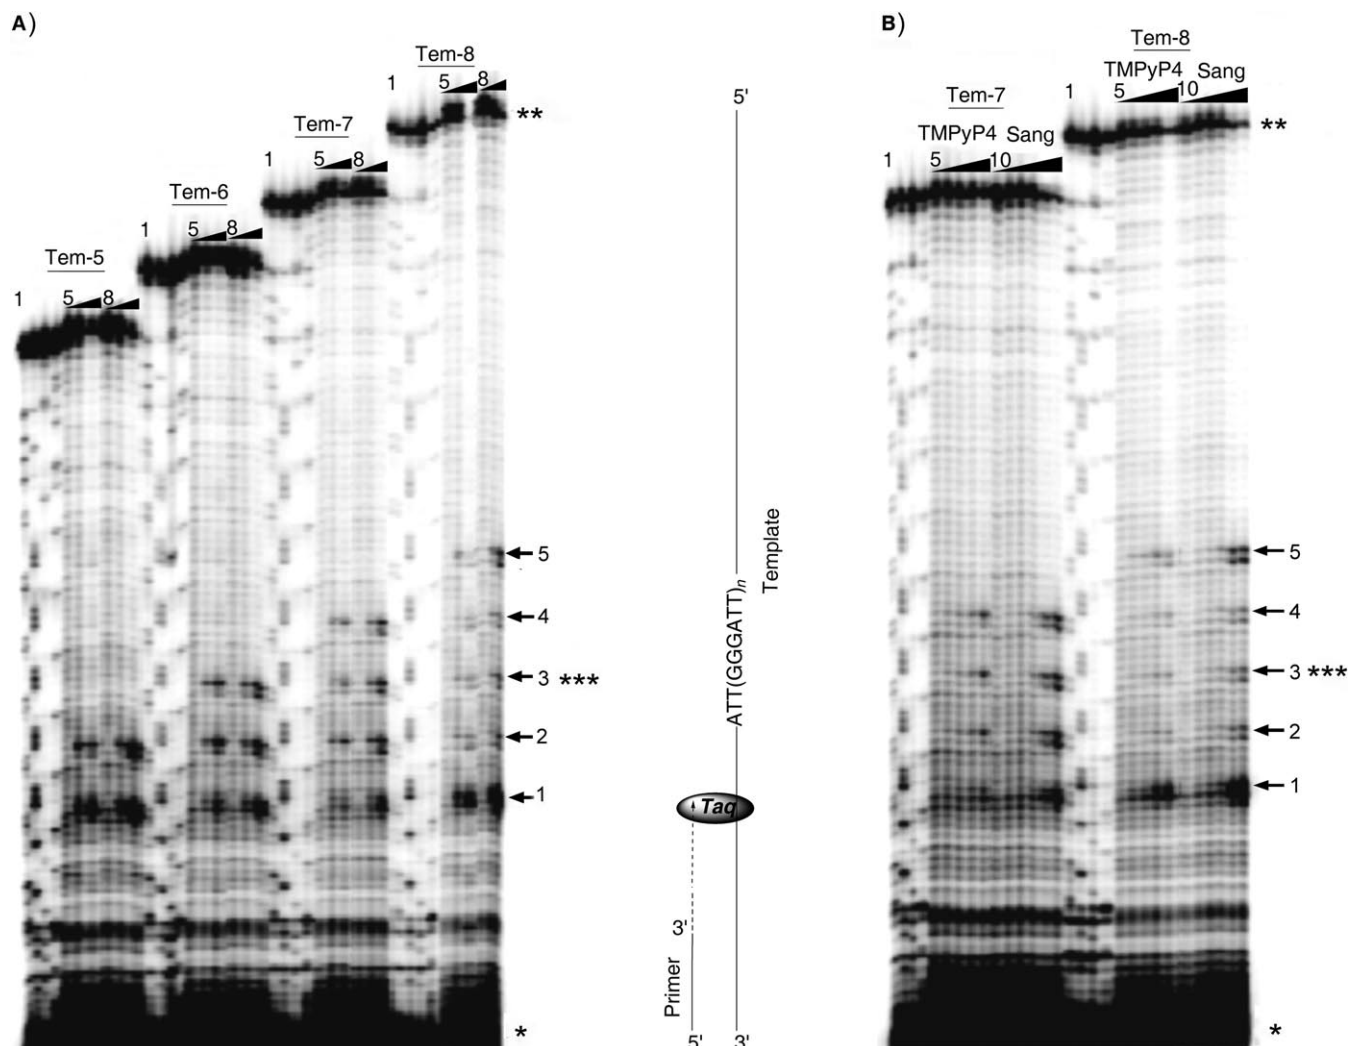 A)
Tem-5
1 5 8
Tem-6
1 5 8
Tem-7
1 5 8
Tem-8
1 5 8
**
5
4
3 ***
2
1
*
5'
Template
ATT(GGGATT)n
Taq
3'
Primer
5' 3'
B)
Tem-7
TMPyP4 Sang
1 5 10
Tem-8
TMPyP4 Sang
1 5 10
**
5
4
3 ***
2
1
*